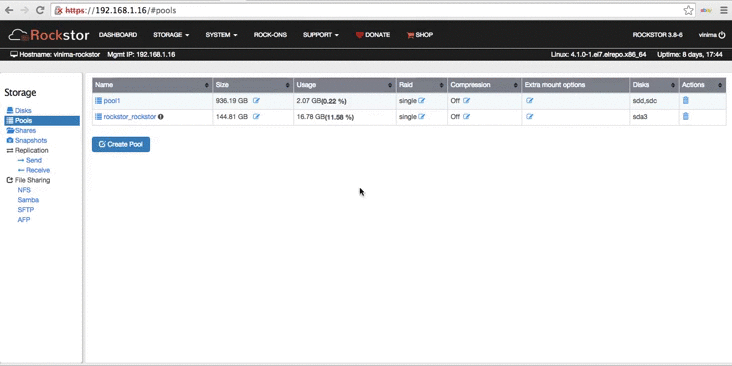 https://192.168.1.16/#pools
ebay
Rockstor DASHBOARD STORAGE SYSTEM ROCK-ONS SUPPORT DONATE SHOP ROCKSTOR 3.8-6 vinima
Hostname: vinima-rockstor Mgmt IP: 192.168.1.16 Linux: 4.1.0-1.el7.elrepo.x86_64 Uptime: 8 days, 17:44
Storage
Disks
Pools
Shares
Snapshots
Replication
Send
Receive
File Sharing
NFS
Samba
SFTP
AFP
Name Size Usage Raid Compression Extra mount options Disks Actions
pool1 936.19 GB 2.07 GB(0.22 %) single Off sdd,sdc
rockstor_rockstor 144.81 GB 16.78 GB(11.58 %) single Off sda3
Create Pool